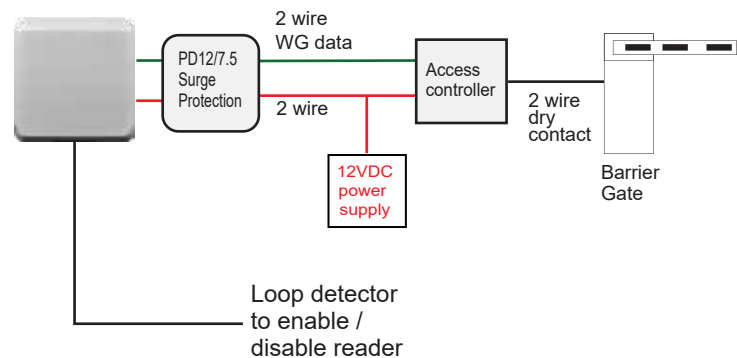 2 wire
WG data
PD12/7.5
Surge
Protection
2 wire
Access
controller
2 wire
dry
contact
12VDC
power
supply
Barrier
Gate
Loop detector
to enable /
disable reader